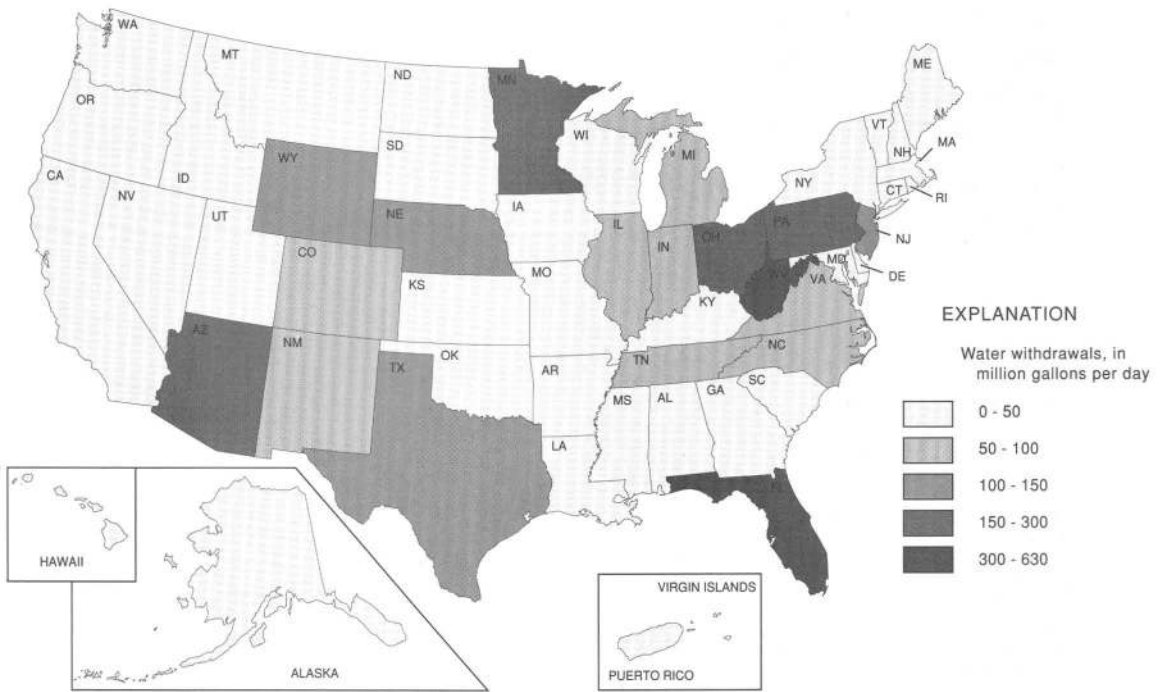 WA
MT
ND
MN
ME
OR
SD
WI
VT
NH
MA
ID
WY
MI
NY
CT
RI
CA
NV
UT
NE
IA
IL
IN
OH
PA
NJ
CO
KS
MO
WV
MD
DE
VA
KY
AZ
NM
TX
OK
AR
TN
NC
SC
MS
AL
GA
LA
FL
HAWAII
ALASKA
VIRGIN ISLANDS
PUERTO RICO
EXPLANATION
Water withdrawals, in
million gallons per day
0 - 50
50 - 100
100 - 150
150 - 300
300 - 630